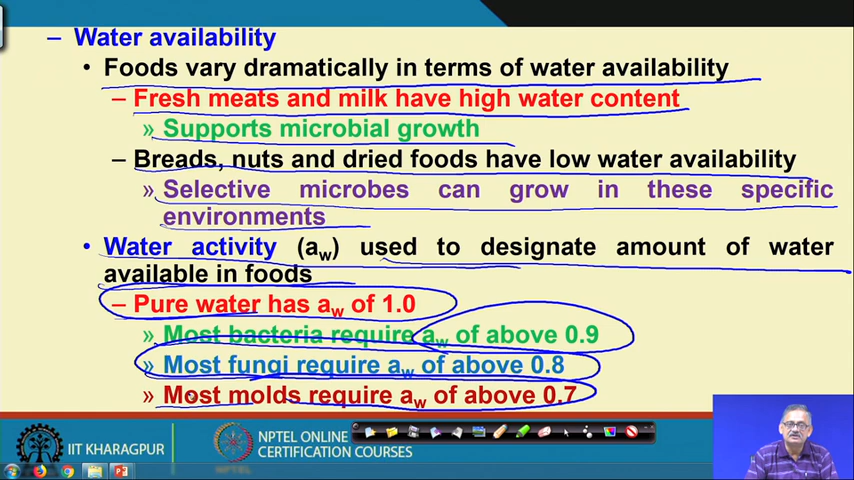 – Water availability
• Foods vary dramatically in terms of water availability
– Fresh meats and milk have high water content
» Supports microbial growth
– Breads, nuts and dried foods have low water availability
» Selective microbes can grow in these specific
environments
• Water activity (aw) used to designate amount of water
available in foods
– Pure water has aw of 1.0
» Most bacteria require aw of above 0.9
» Most fungi require aw of above 0.8
» Most molds require aw of above 0.7
IIT KHARAGPUR
NPTEL ONLINE
CERTIFICATION COURSES